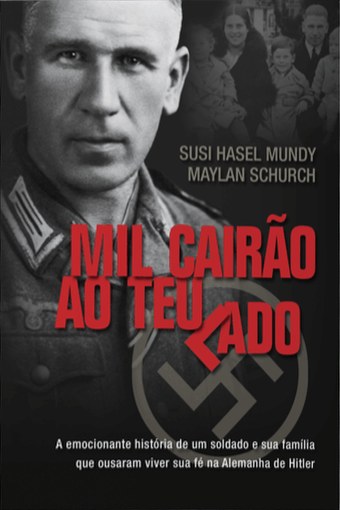 SUSI HASEL MUNDY
MAYLAN SCHURCH
MIL CAIRÃO
AO TEU LADO
A emocionante história de um soldado e sua família
que ousaram viver sua fé na Alemanha de Hitler